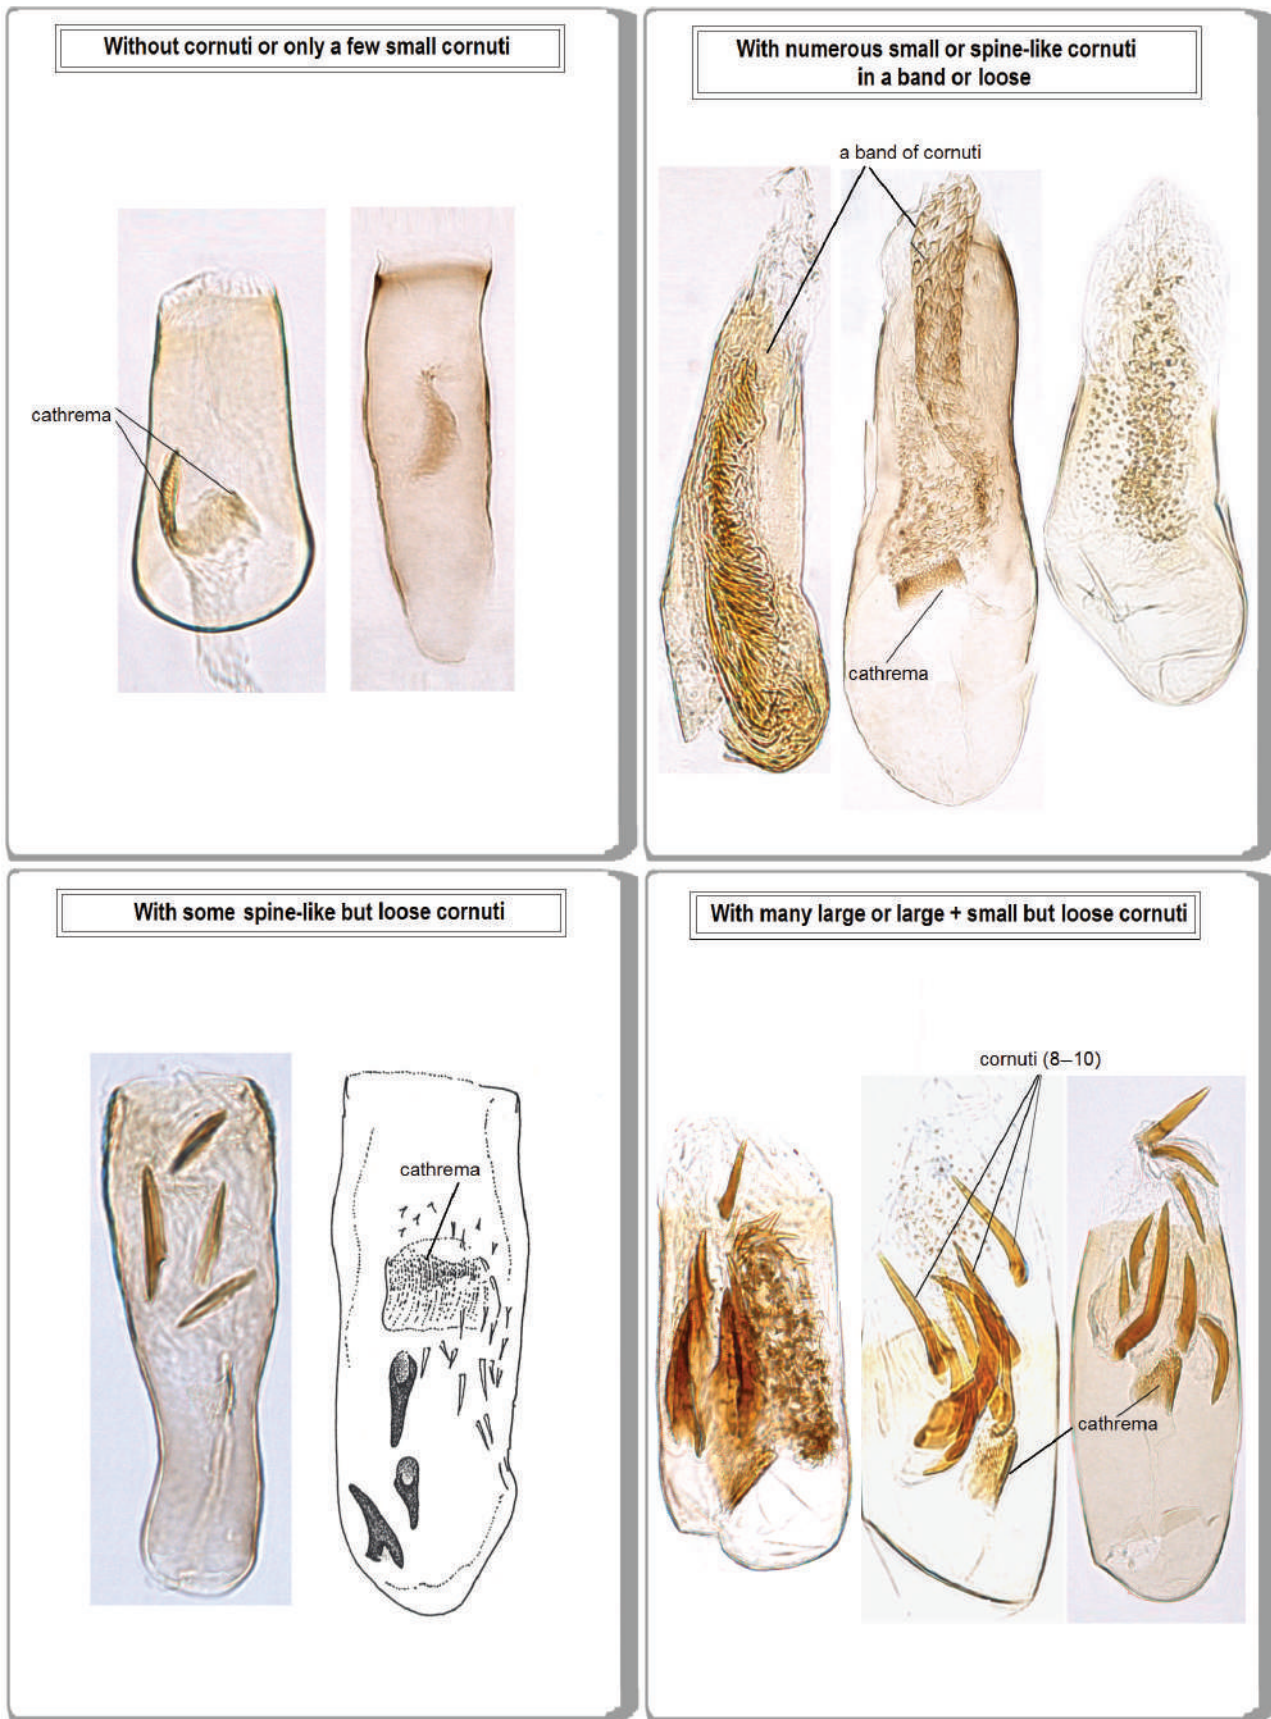 Without cornuti or only a few small cornuti
cathrema
With numerous small or spine-like cornuti
in a band or loose
a band of cornuti
cathrema
With some spine-like but loose cornuti
cathrema
With many large or large + small but loose cornuti
cornuti (8–10)
cathrema